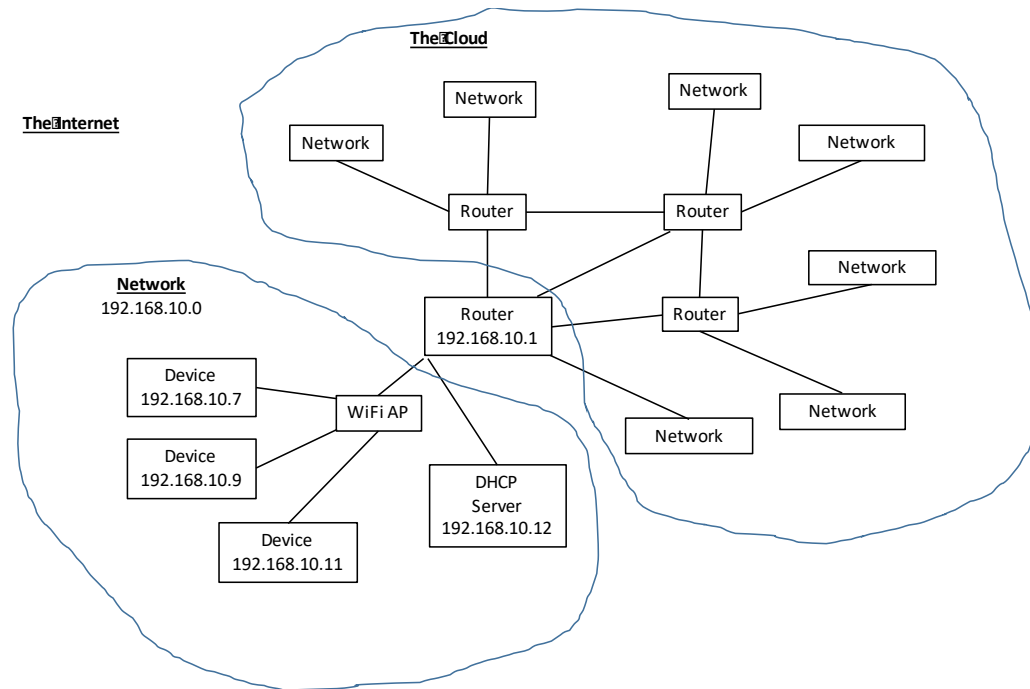 The Cloud
The Internet
Network
Network
Network
Network
Router
Router
Network
Network
192.168.10.0
Router
192.168.10.1
Router
Device
192.168.10.7
WiFi AP
Network
Network
Device
192.168.10.9
DHCP
Server
192.168.10.12
Device
192.168.10.11